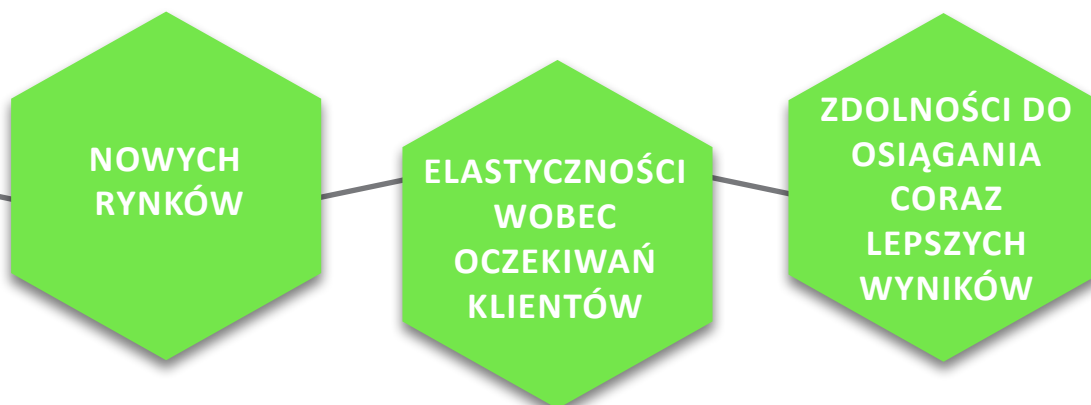 NOWYCH
RYNKÓW
ELASTYCZNOŚCI
WOBEC
OCZEKIWAŃ
KLIENTÓW
ZDOLNOŚCI DO
OSIĄGANIA
CORAZ
LEPSZYCH
WYNIKÓW